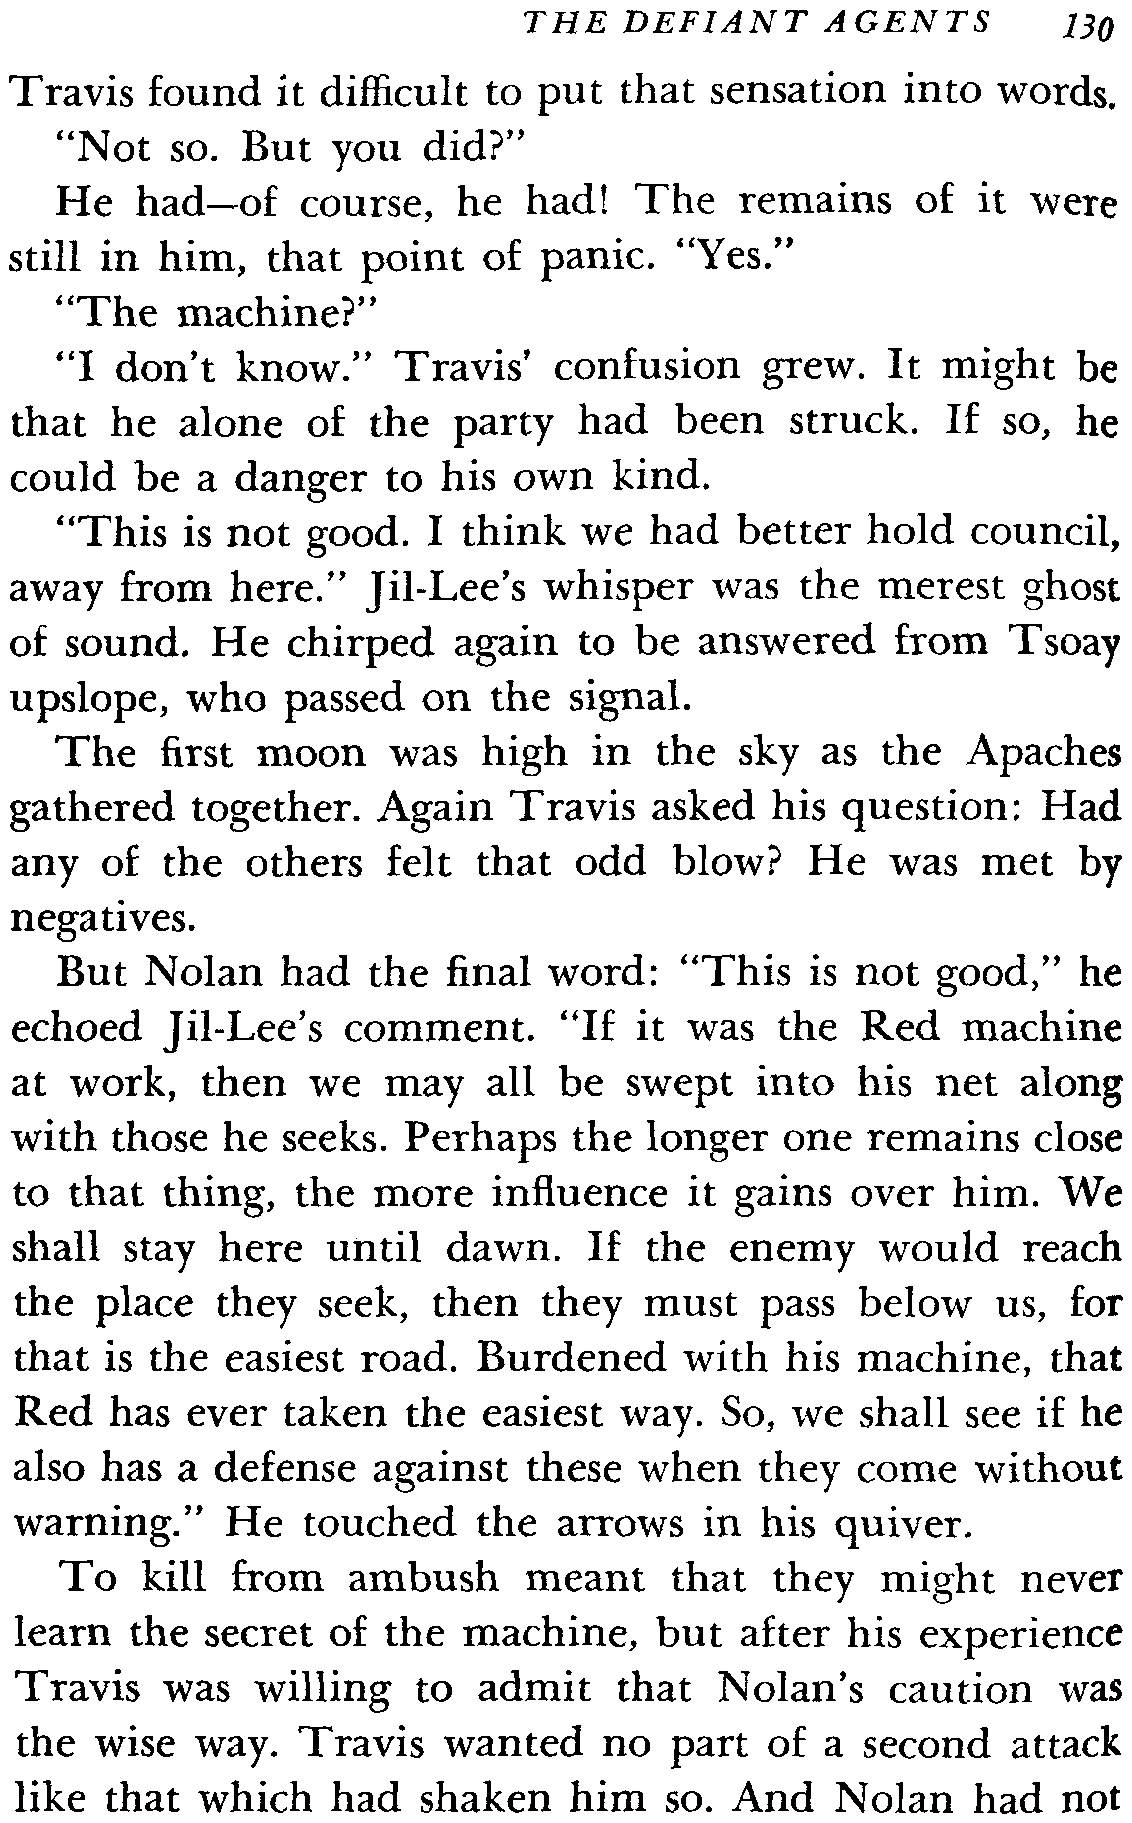 THE DEFIANT AGENTS 130
Travis found it difficult to put that sensation into words.
“Not so. But you did?”
He had—of course, he had! The remains of it were
still in him, that point of panic. “Yes.”
“The machine?”
“I don't know.” Travis' confusion grew. It might be
that he alone of the party had been struck. If so, he
could be a danger to his own kind.
“This is not good. I think we had better hold council,
away from here.” Jil-Lee's whisper was the merest ghost
of sound. He chirped again to be answered from Tsoay
upslope, who passed on the signal.
The first moon was high in the sky as the Apaches
gathered together. Again Travis asked his question: Had
any of the others felt that odd blow? He was met by
negatives.
But Nolan had the final word: “This is not good,” he
echoed Jil-Lee's comment. “If it was the Red machine
at work, then we may all be swept into his net along
with those he seeks. Perhaps the longer one remains close
to that thing, the more influence it gains over him. We
shall stay here until dawn. If the enemy would reach
the place they seek, then they must pass below us, for
that is the easiest road. Burdened with his machine, that
Red has ever taken the easiest way. So, we shall see if he
also has a defense against these when they come without
warning.” He touched the arrows in his quiver.
To kill from ambush meant that they might never
learn the secret of the machine, but after his experience
Travis was willing to admit that Nolan's caution was
the wise way. Travis wanted no part of a second attack
like that which had shaken him so. And Nolan had not